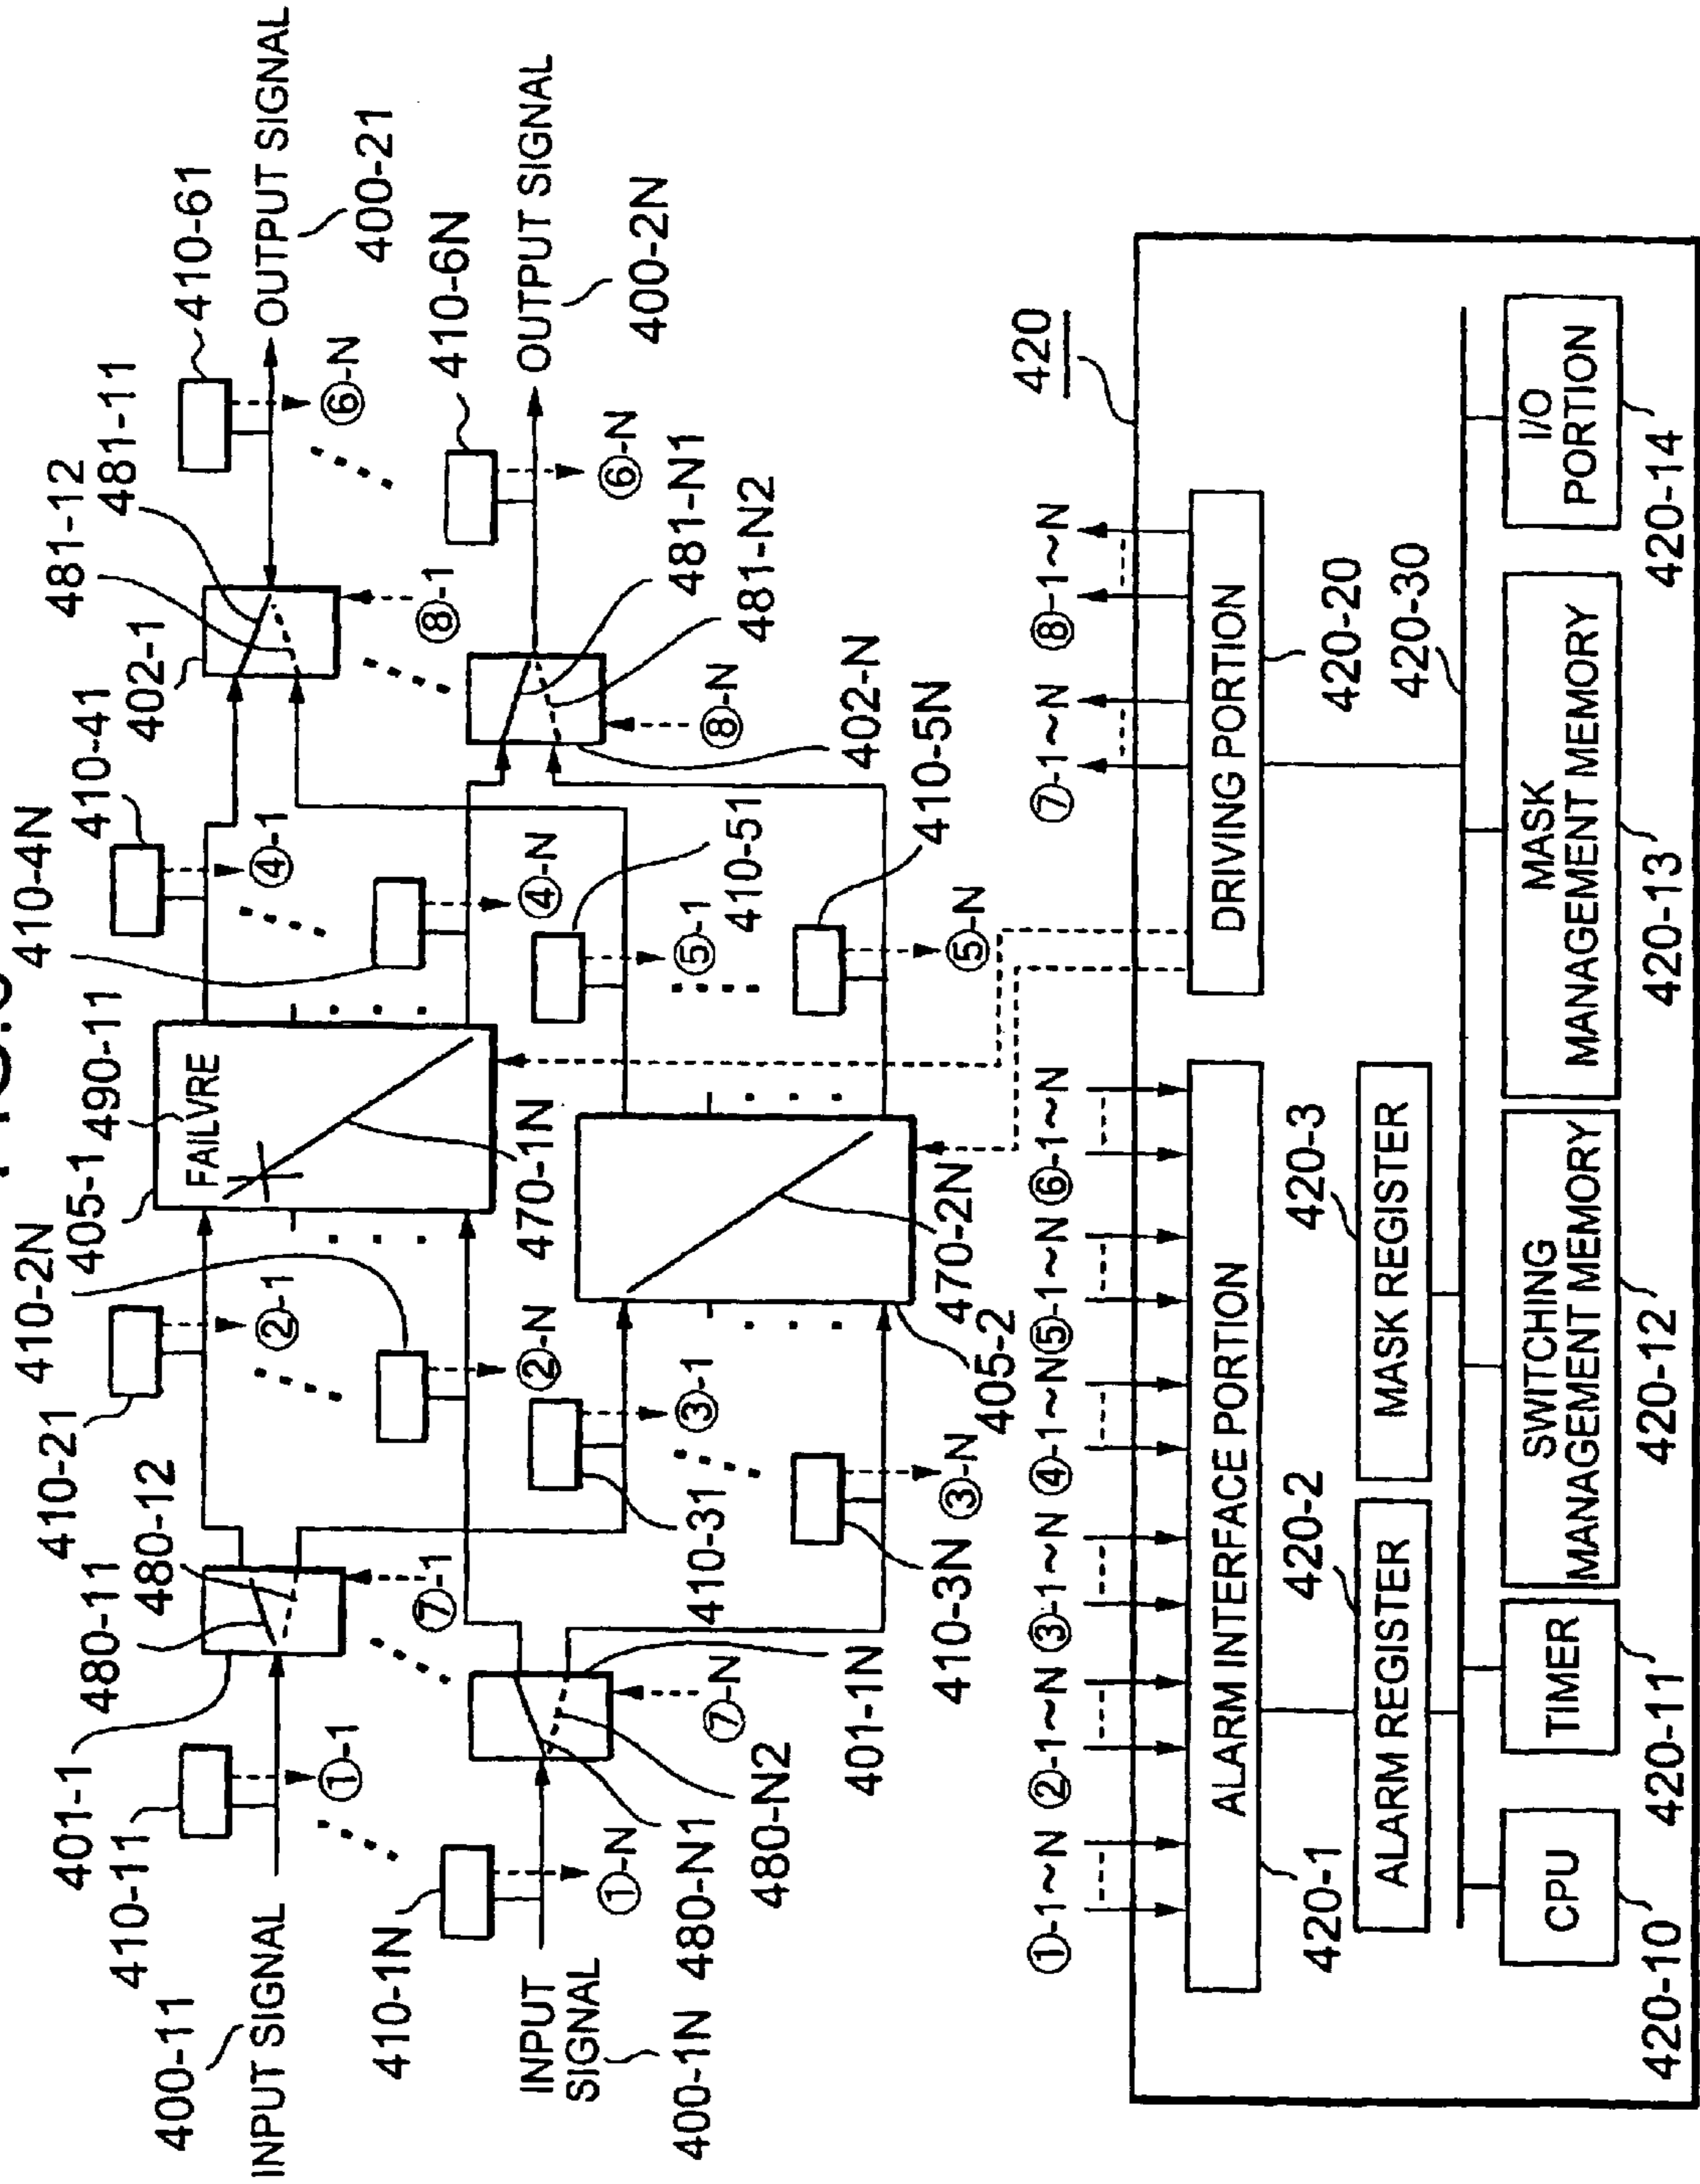 410-2N
405-1
490-11
410-4N
410-41
402-1
481-12
481-11
410-61
410-21
480-12
480-11
401-1
410-11
400-11
INPUT SIGNAL
①-1
⑦-1
②-1
FAILVRE
④-1
⑧-1
⑥-N
OUTPUT SIGNAL
400-21
410-1N
①-N
INPUT
SIGNAL
400-1N
480-N1
480-N2
⑦-N
401-1N
②-N
410-31
③-1
410-3N
③-N
470-1N
405-2
470-2N
④-N
⑤-1
410-51
⑤-N
410-5N
402-N
⑧-N
481-N2
481-N1
⑥-N
410-6N
OUTPUT SIGNAL
400-2N
420
①-1~N
②-1~N
③-1~N
④-1~N
⑤-1~N
⑥-1~N
⑦-1~N
⑧-1~N
ALARM INTERFACE PORTION
420-1
DRIVING PORTION
420-20
ALARM REGISTER
420-2
MASK REGISTER
420-3
420-30
CPU
420-10
TIMER
420-11
SWITCHING
MANAGEMENT MEMORY
420-12
MASK
MANAGEMENT MEMORY
420-13
I/O
PORTION
420-14